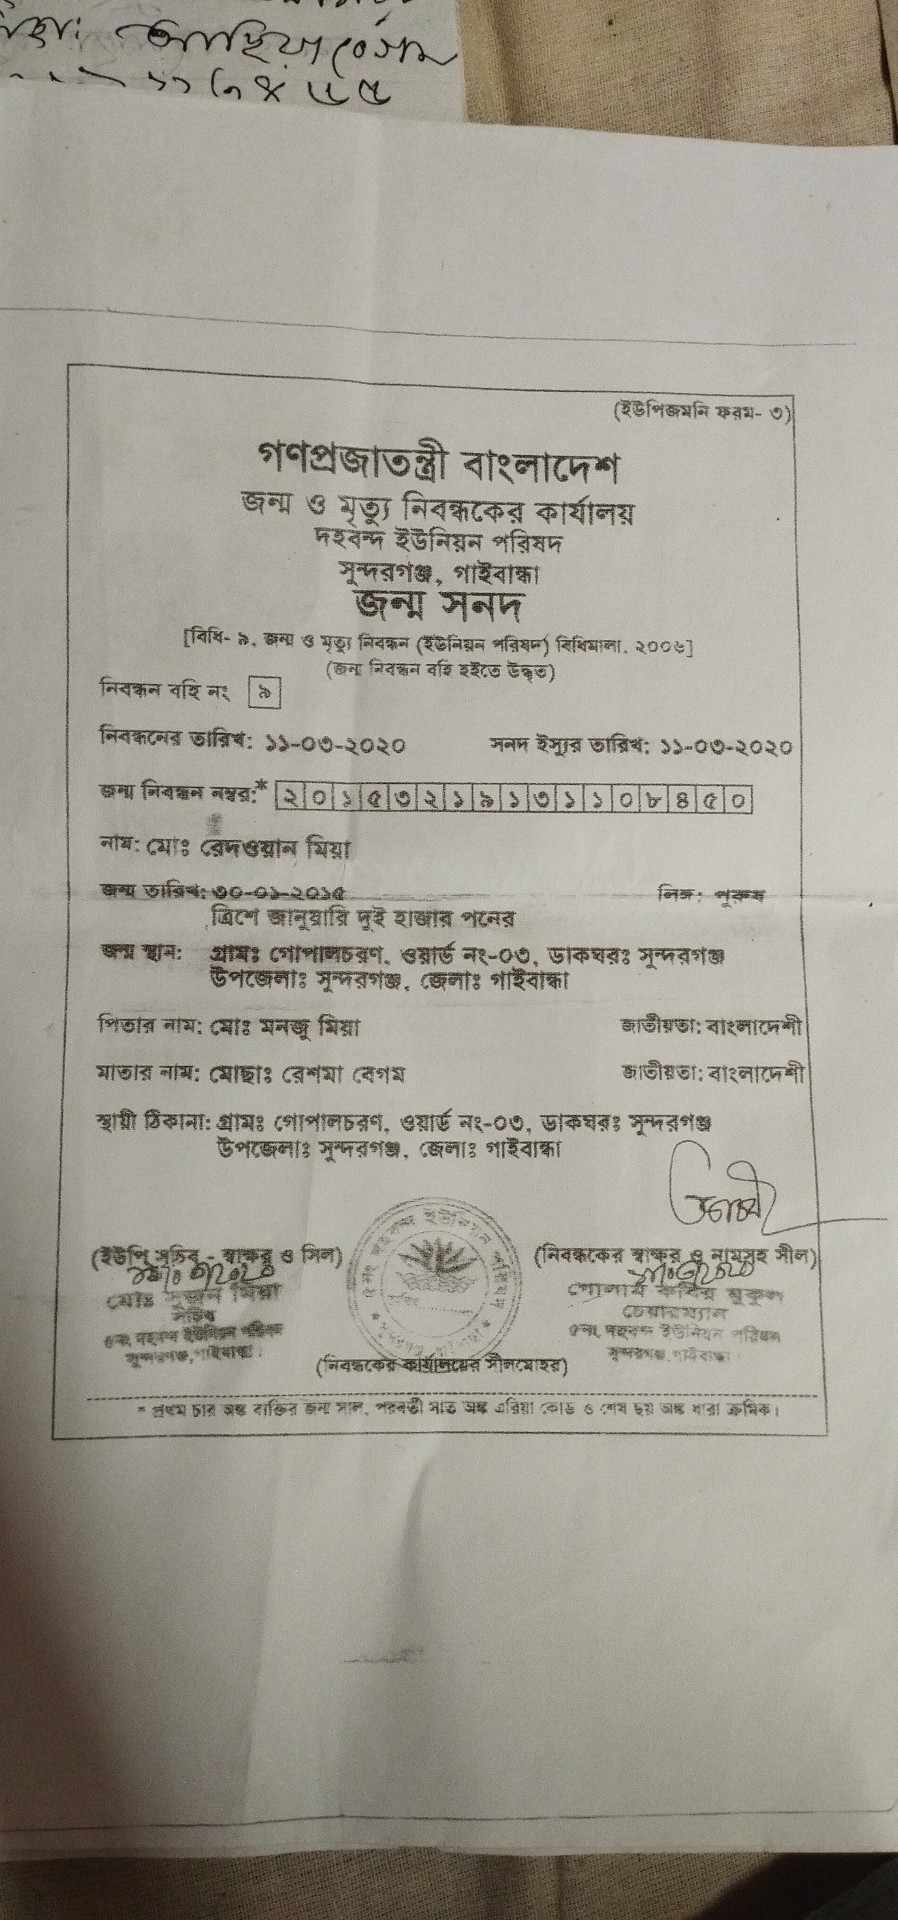 আছিয়া বেগম
(ইউপিজমনি ফরম- ৩)
গণপ্রজাতন্ত্রী বাংলাদেশ
জন্ম ও মৃত্যু নিবন্ধকের কার্যালয়
দহবন্দ ইউনিয়ন পরিষদ
সুন্দরগঞ্জ, গাইবান্ধা
জন্ম সনদ
[বিধি- ৯, জন্ম ও মৃত্যু নিবন্ধন (ইউনিয়ন পরিষদ) বিধিমালা, ২০০৬]
(জন্ম নিবন্ধন বহি হইতে উদ্ধৃত)
নিবন্ধন বহি নং ৯
নিবন্ধনের তারিখ: ১১-০৩-২০২০ সনদ ইস্যুর তারিখ: ১১-০৩-২০২০
জন্ম নিবন্ধন নম্বর:* ২০১৫৩২১৯১৩১১০৮৪৫০
নাম: মোঃ রেদওয়ান মিয়া
জন্ম তারিখ: ৩০-০১-২০১৫ লিঙ্গ: পুরুষ
ত্রিশে জানুয়ারি দুই হাজার পনের
জন্ম স্থান: গ্রামঃ গোপালচরণ, ওয়ার্ড নং-০৩, ডাকঘরঃ সুন্দরগঞ্জ
উপজেলাঃ সুন্দরগঞ্জ, জেলাঃ গাইবান্ধা
পিতার নাম: মোঃ মনজু মিয়া জাতীয়তা: বাংলাদেশী
মাতার নাম: মোছাঃ রেশমা বেগম জাতীয়তা: বাংলাদেশী
স্থায়ী ঠিকানা: গ্রামঃ গোপালচরণ, ওয়ার্ড নং-০৩, ডাকঘরঃ সুন্দরগঞ্জ
উপজেলাঃ সুন্দরগঞ্জ, জেলাঃ গাইবান্ধা
(ইউপি সচিব - স্বাক্ষর ও সিল) (নিবন্ধকের স্বাক্ষর ও নামসহ সীল)
মোঃ মিয়া গোলাম কবির মুকুল
সচিব চেয়ারম্যান
৫নং দহবন্দ ইউনিয়ন পরিষদ ৫নং দহবন্দ ইউনিয়ন পরিষদ
সুন্দরগঞ্জ, গাইবান্ধা। সুন্দরগঞ্জ, গাইবান্ধা।
(নিবন্ধকের কার্যালয়ের সীলমোহর)
* প্রথম চার অঙ্ক ব্যক্তির জন্ম সাল, পরবর্তী সাত অঙ্ক এরিয়া কোড ও শেষ ছয় অঙ্ক ধারা ক্রমিক।